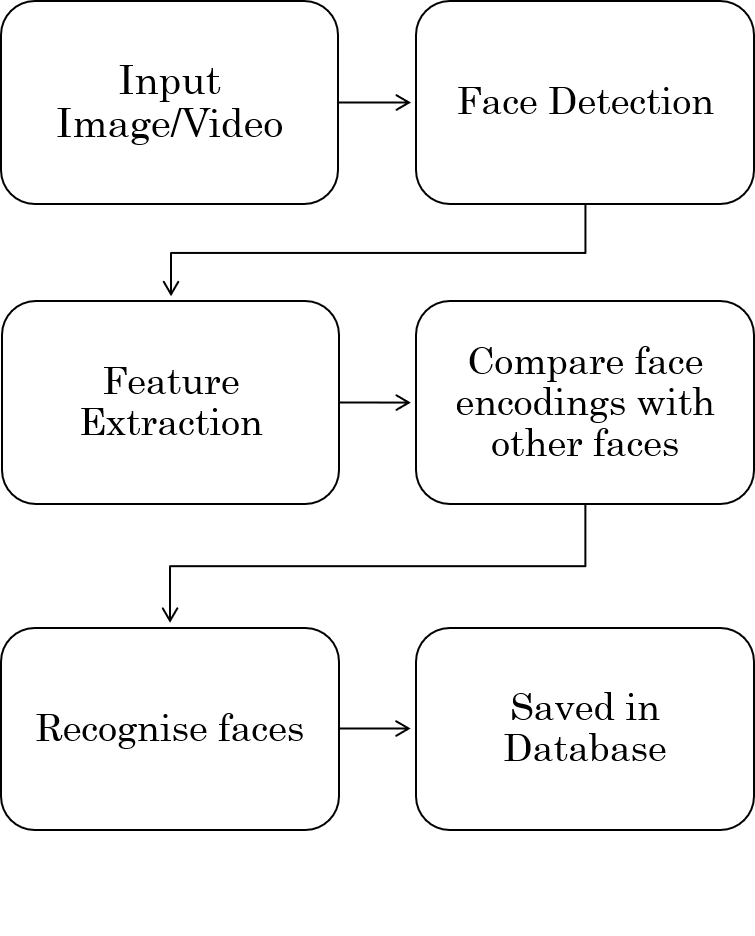 Input
Image/Video
Face Detection
Feature
Extraction
Compare face
encodings with
other faces
Recognise faces
Saved in
Database